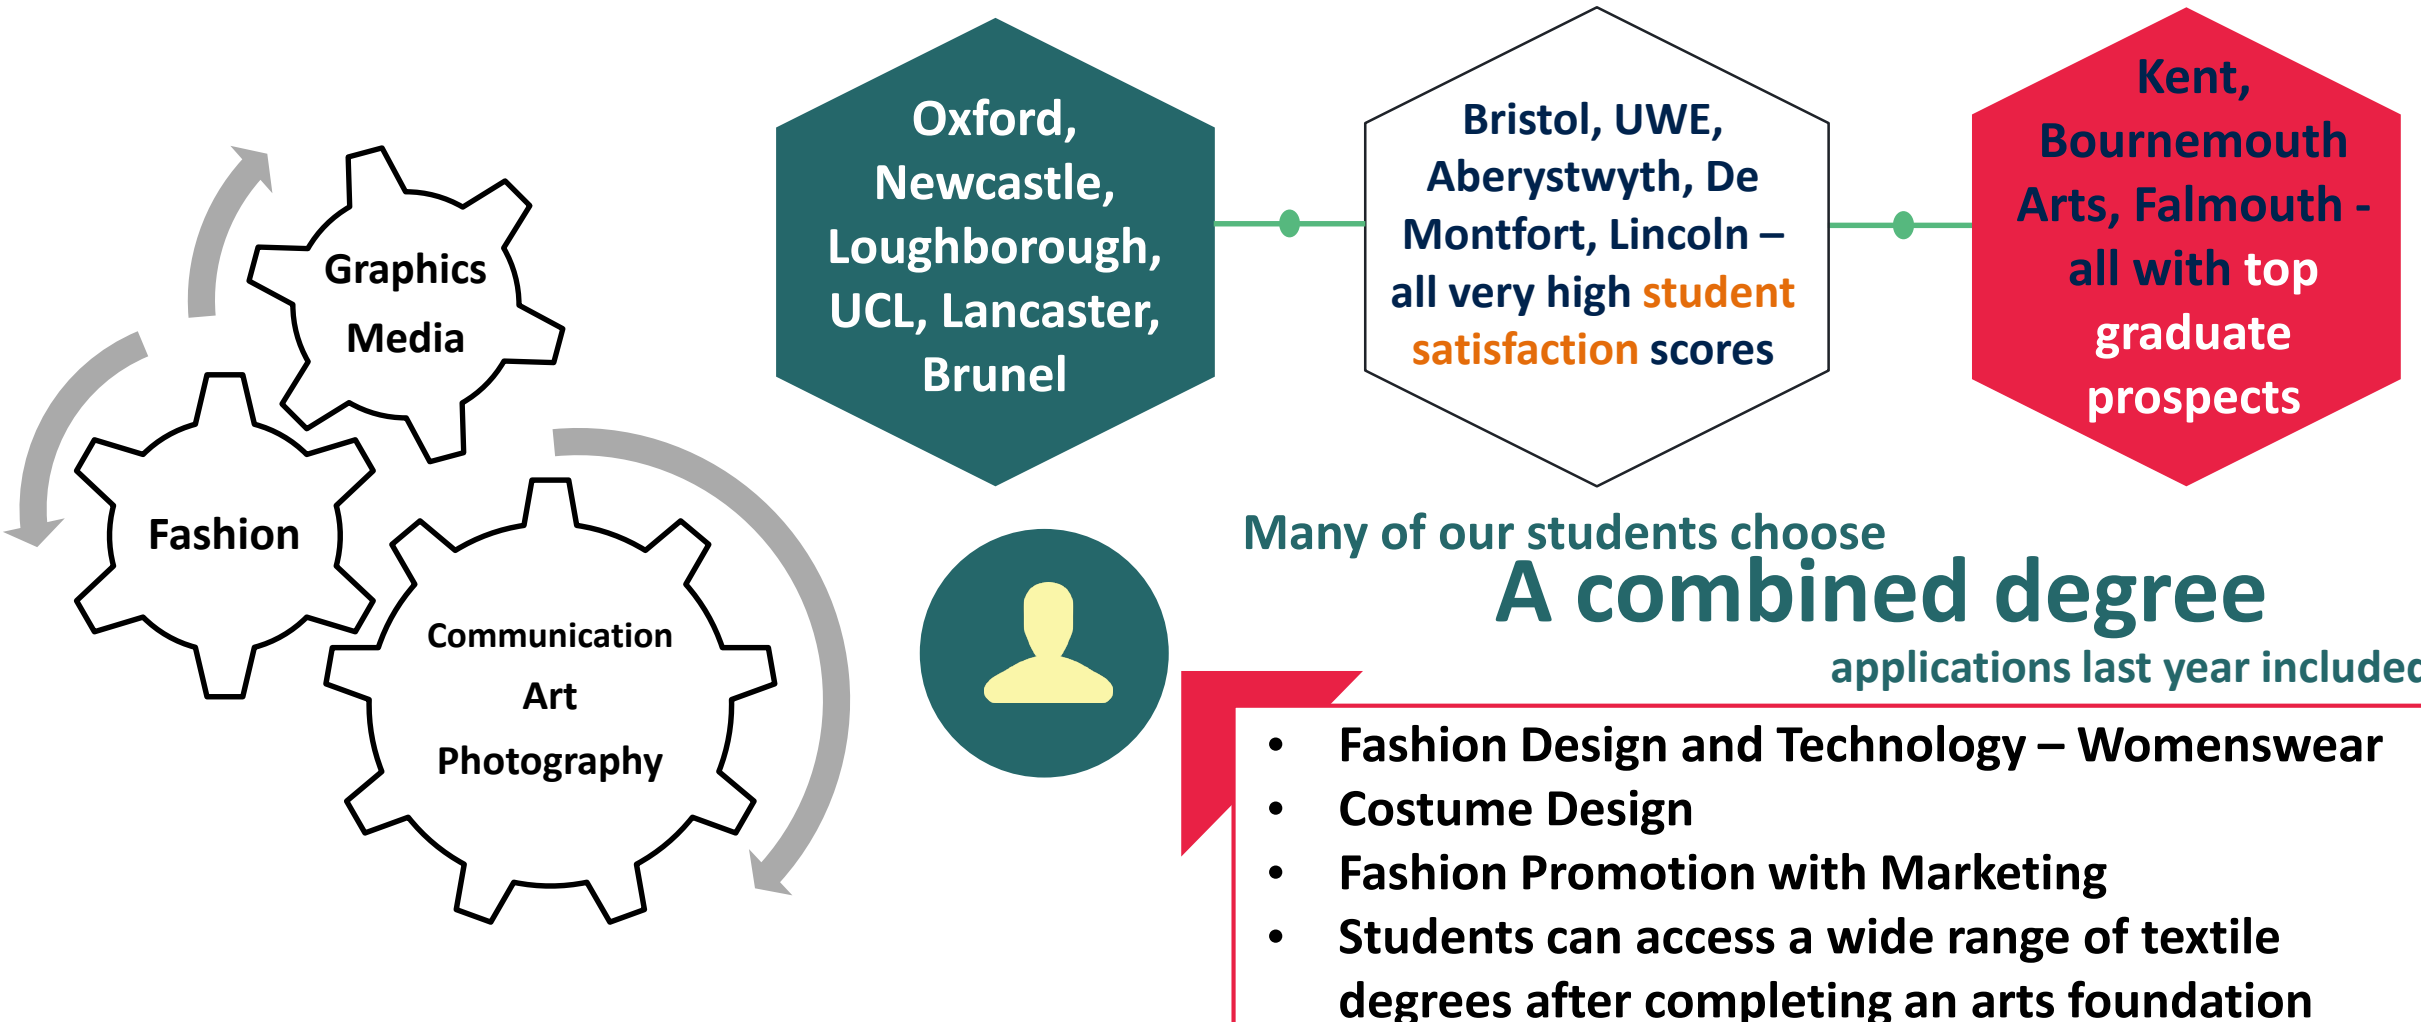 Graphics
Media
Fashion
Communication
Art
Photography
Oxford,
Newcastle,
Loughborough,
UCL, Lancaster,
Brunel
Bristol, UWE,
Aberystwyth, De
Montfort, Lincoln –
all very high student
satisfaction scores
Kent,
Bournemouth
Arts, Falmouth -
all with top
graduate
prospects
Many of our students choose
A combined degree
applications last year included
• Fashion Design and Technology – Womenswear
• Costume Design
• Fashion Promotion with Marketing
• Students can access a wide range of textile
degrees after completing an arts foundation